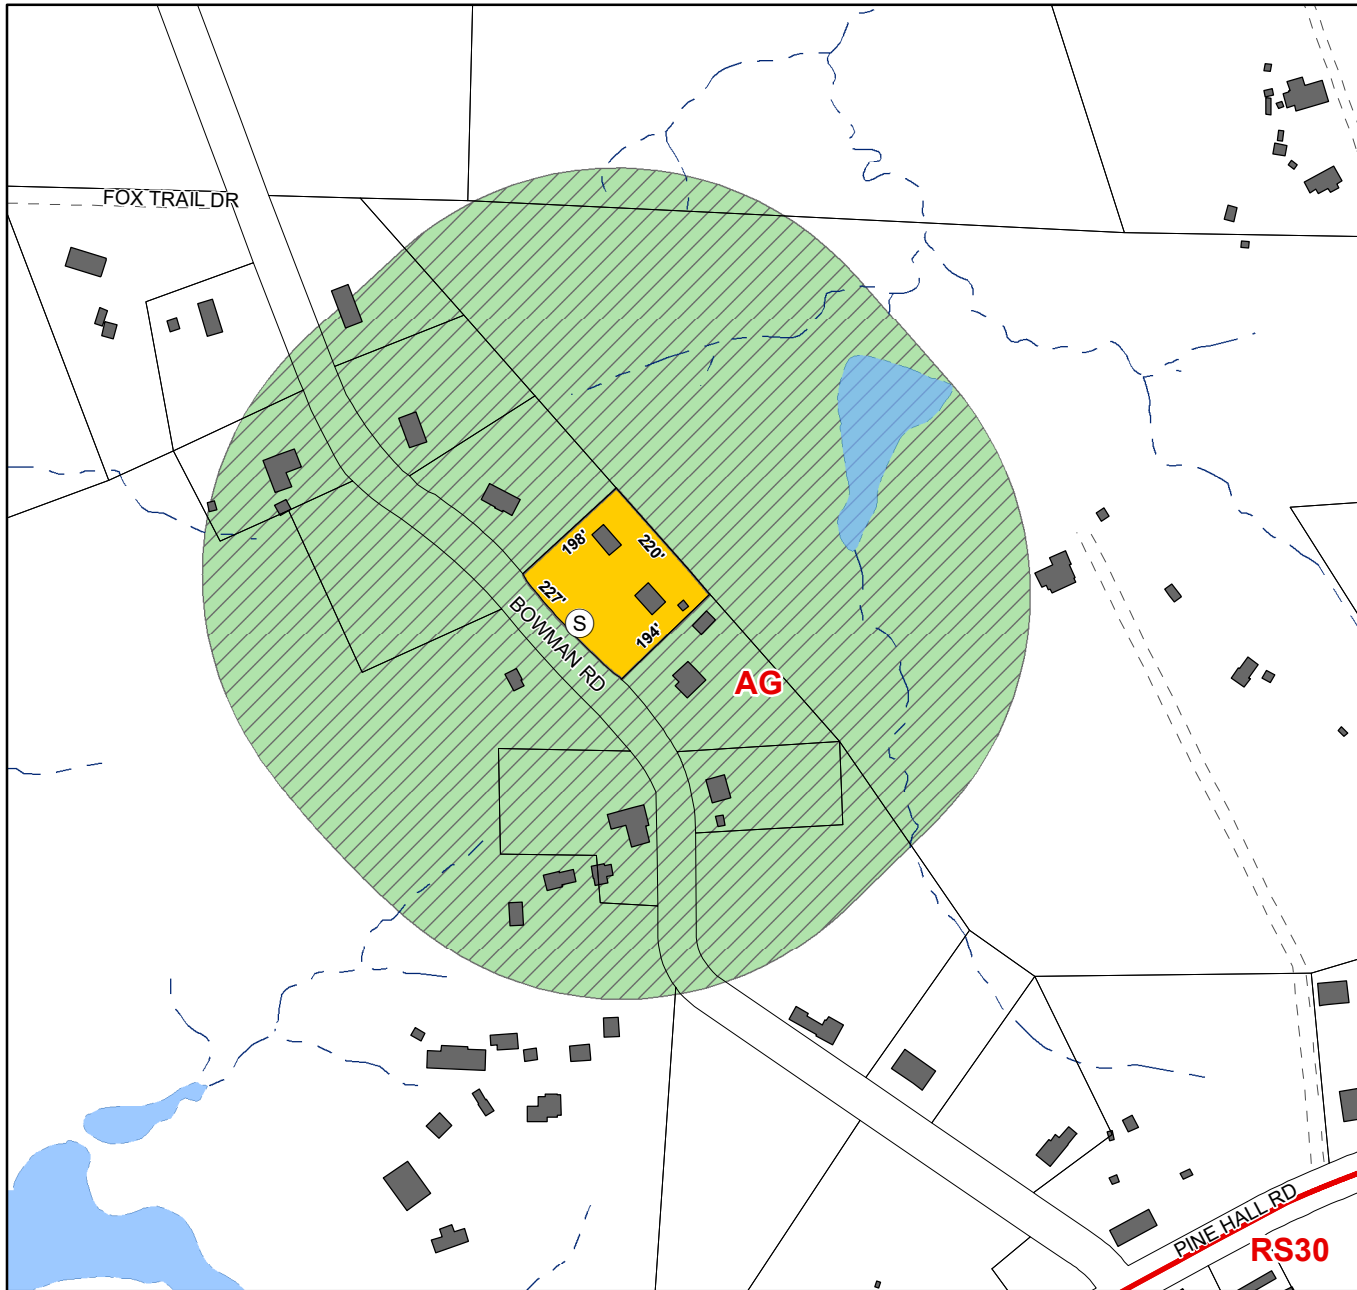 FOX TRAIL DR
198'
220'
227'
S
194'
BOWMAN RD
AG
PINE HALL RD
RS30